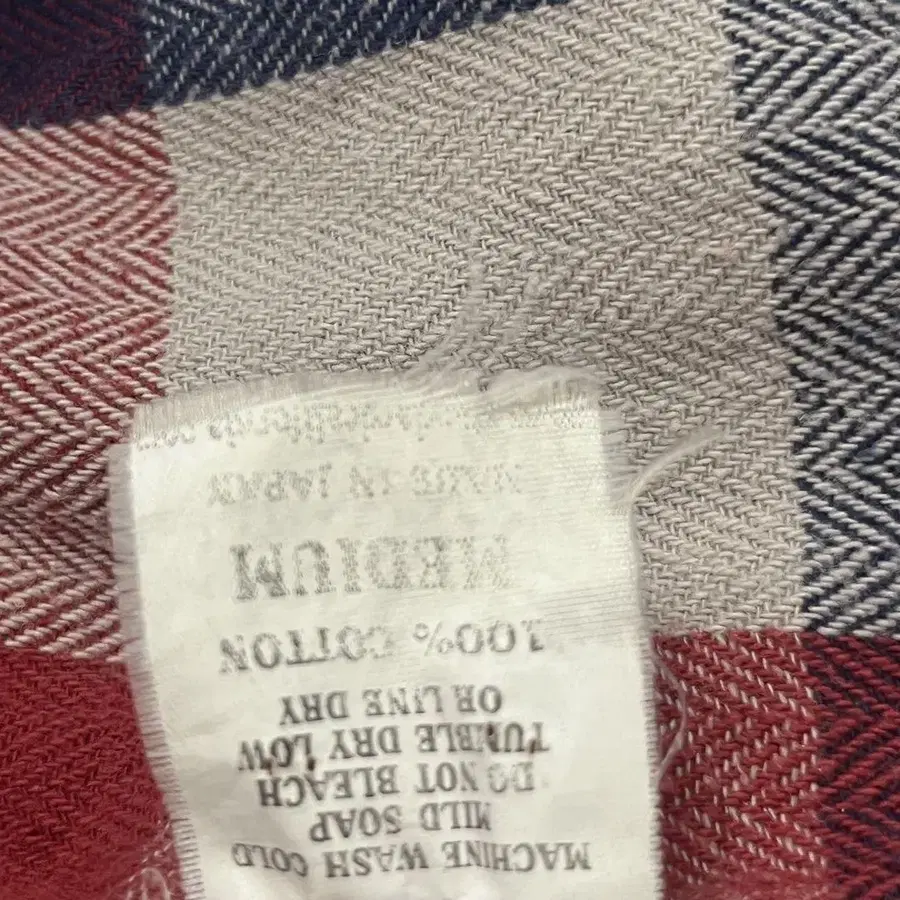 MACHINE WASH COLD
MILD SOAP
DO NOT BLEACH
TUMBLE DRY LOW
OR LINE DRY
100% COTTON
MEDIUM
MADE IN JAPAN